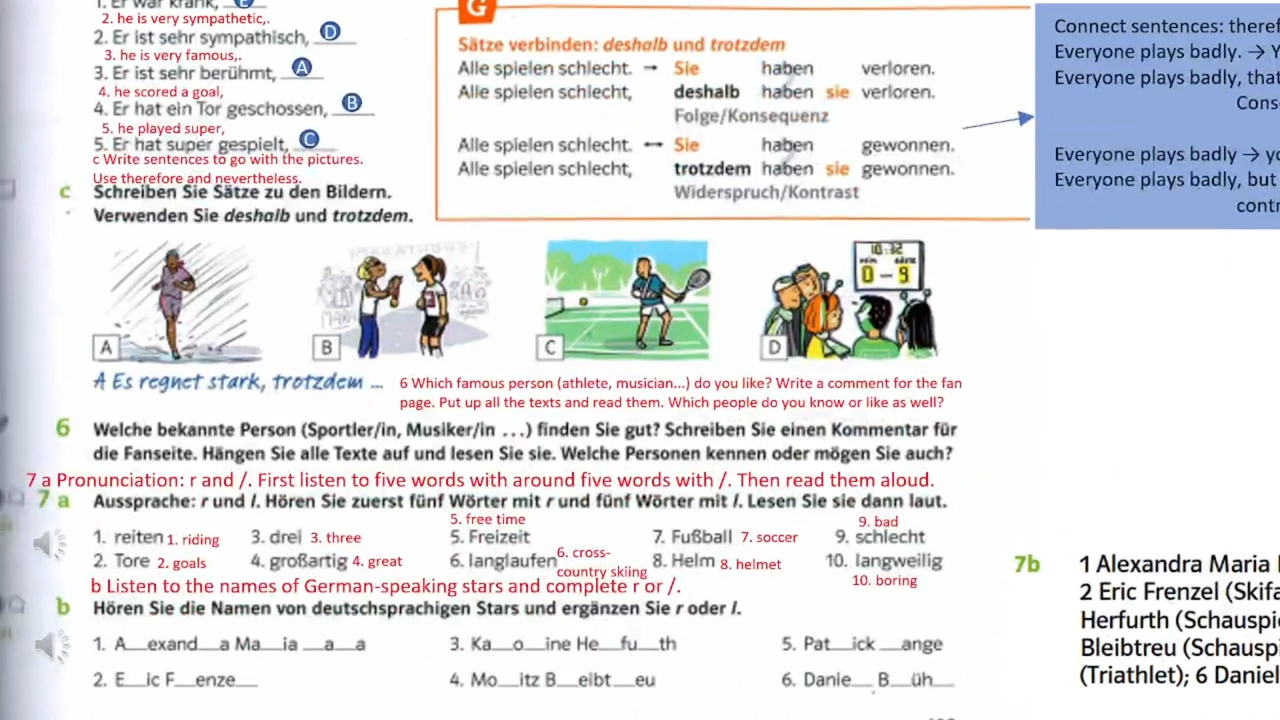 1. Er war krank, E
2. he is very sympathetic,.
2. Er ist sehr sympathisch, D
3. he is very famous,.
3. Er ist sehr berühmt, A
4. he scored a goal,
4. Er hat ein Tor geschossen, B
5. he played super,
5. Er hat super gespielt, C
c Write sentences to go with the pictures.
Use therefore and nevertheless.
c Schreiben Sie Sätze zu den Bildern.
Verwenden Sie deshalb und trotzdem.
G
Sätze verbinden: deshalb und trotzdem
Alle spielen schlecht. → Sie haben verloren.
Alle spielen schlecht, deshalb haben sie verloren.
Folge/Konsequenz
Alle spielen schlecht. ↔ Sie haben gewonnen.
Alle spielen schlecht, trotzdem haben sie gewonnen.
Widerspruch/Kontrast
Connect sentences:
Everyone plays badly. →
Everyone plays badly,
Everyone plays badly →
Everyone plays badly, but
A
B
C
10:32
0 – 9
D
A Es regnet stark, trotzdem ...
6 Which famous person (athlete, musician...) do you like? Write a comment for the fan
page. Put up all the texts and read them. Which people do you know or like as well?
6 Welche bekannte Person (Sportler/in, Musiker/in ...) finden Sie gut? Schreiben Sie einen Kommentar für
die Fanseite. Hängen Sie alle Texte auf und lesen Sie sie. Welche Personen kennen oder mögen Sie auch?
7 a Pronunciation: r and /. First listen to five words with around five words with /. Then read them aloud.
7 a Aussprache: r und l. Hören Sie zuerst fünf Wörter mit r und fünf Wörter mit l. Lesen Sie sie dann laut.
5. free time
9. bad
1. reiten 1. riding 3. drei 3. three 5. Freizeit 7. Fußball 7. soccer 9. schlecht
2. Tore 2. goals 4. großartig 4. great 6. langlaufen 6. cross-country skiing 8. Helm 8. helmet 10. langweilig
10. boring
b Listen to the names of German-speaking stars and complete r or /.
b Hören Sie die Namen von deutschsprachigen Stars und ergänzen Sie r oder l.
1. A__exand__a Ma__ia __a__a 3. Ka__o__ine He__fu__th 5. Pat__ick __ange
2. E__ic F__enze__ 4. Mo__itz B__eibt__eu 6. Danie__ B__üh__
7b 1 Alexandra Maria
2 Eric Frenzel
Herfurth
Bleibtreu
(Triathlet); 6 Daniel